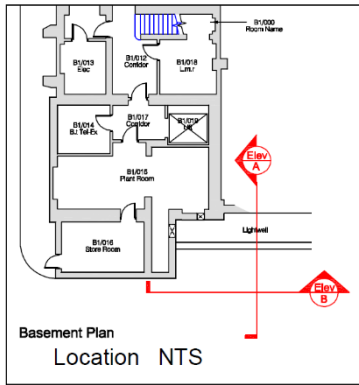 B1/000
Room Name
B1/013
Elec
B1/012
Corridor
B1/018
L.m.r
B1/014
BJ Tel-Ex
B1/017
Corridor
B1/019
Lift
B1/015
Plant Room
B1/016
Store Room
Elev
A
Lightwell
Elev
B
Basement Plan
Location NTS